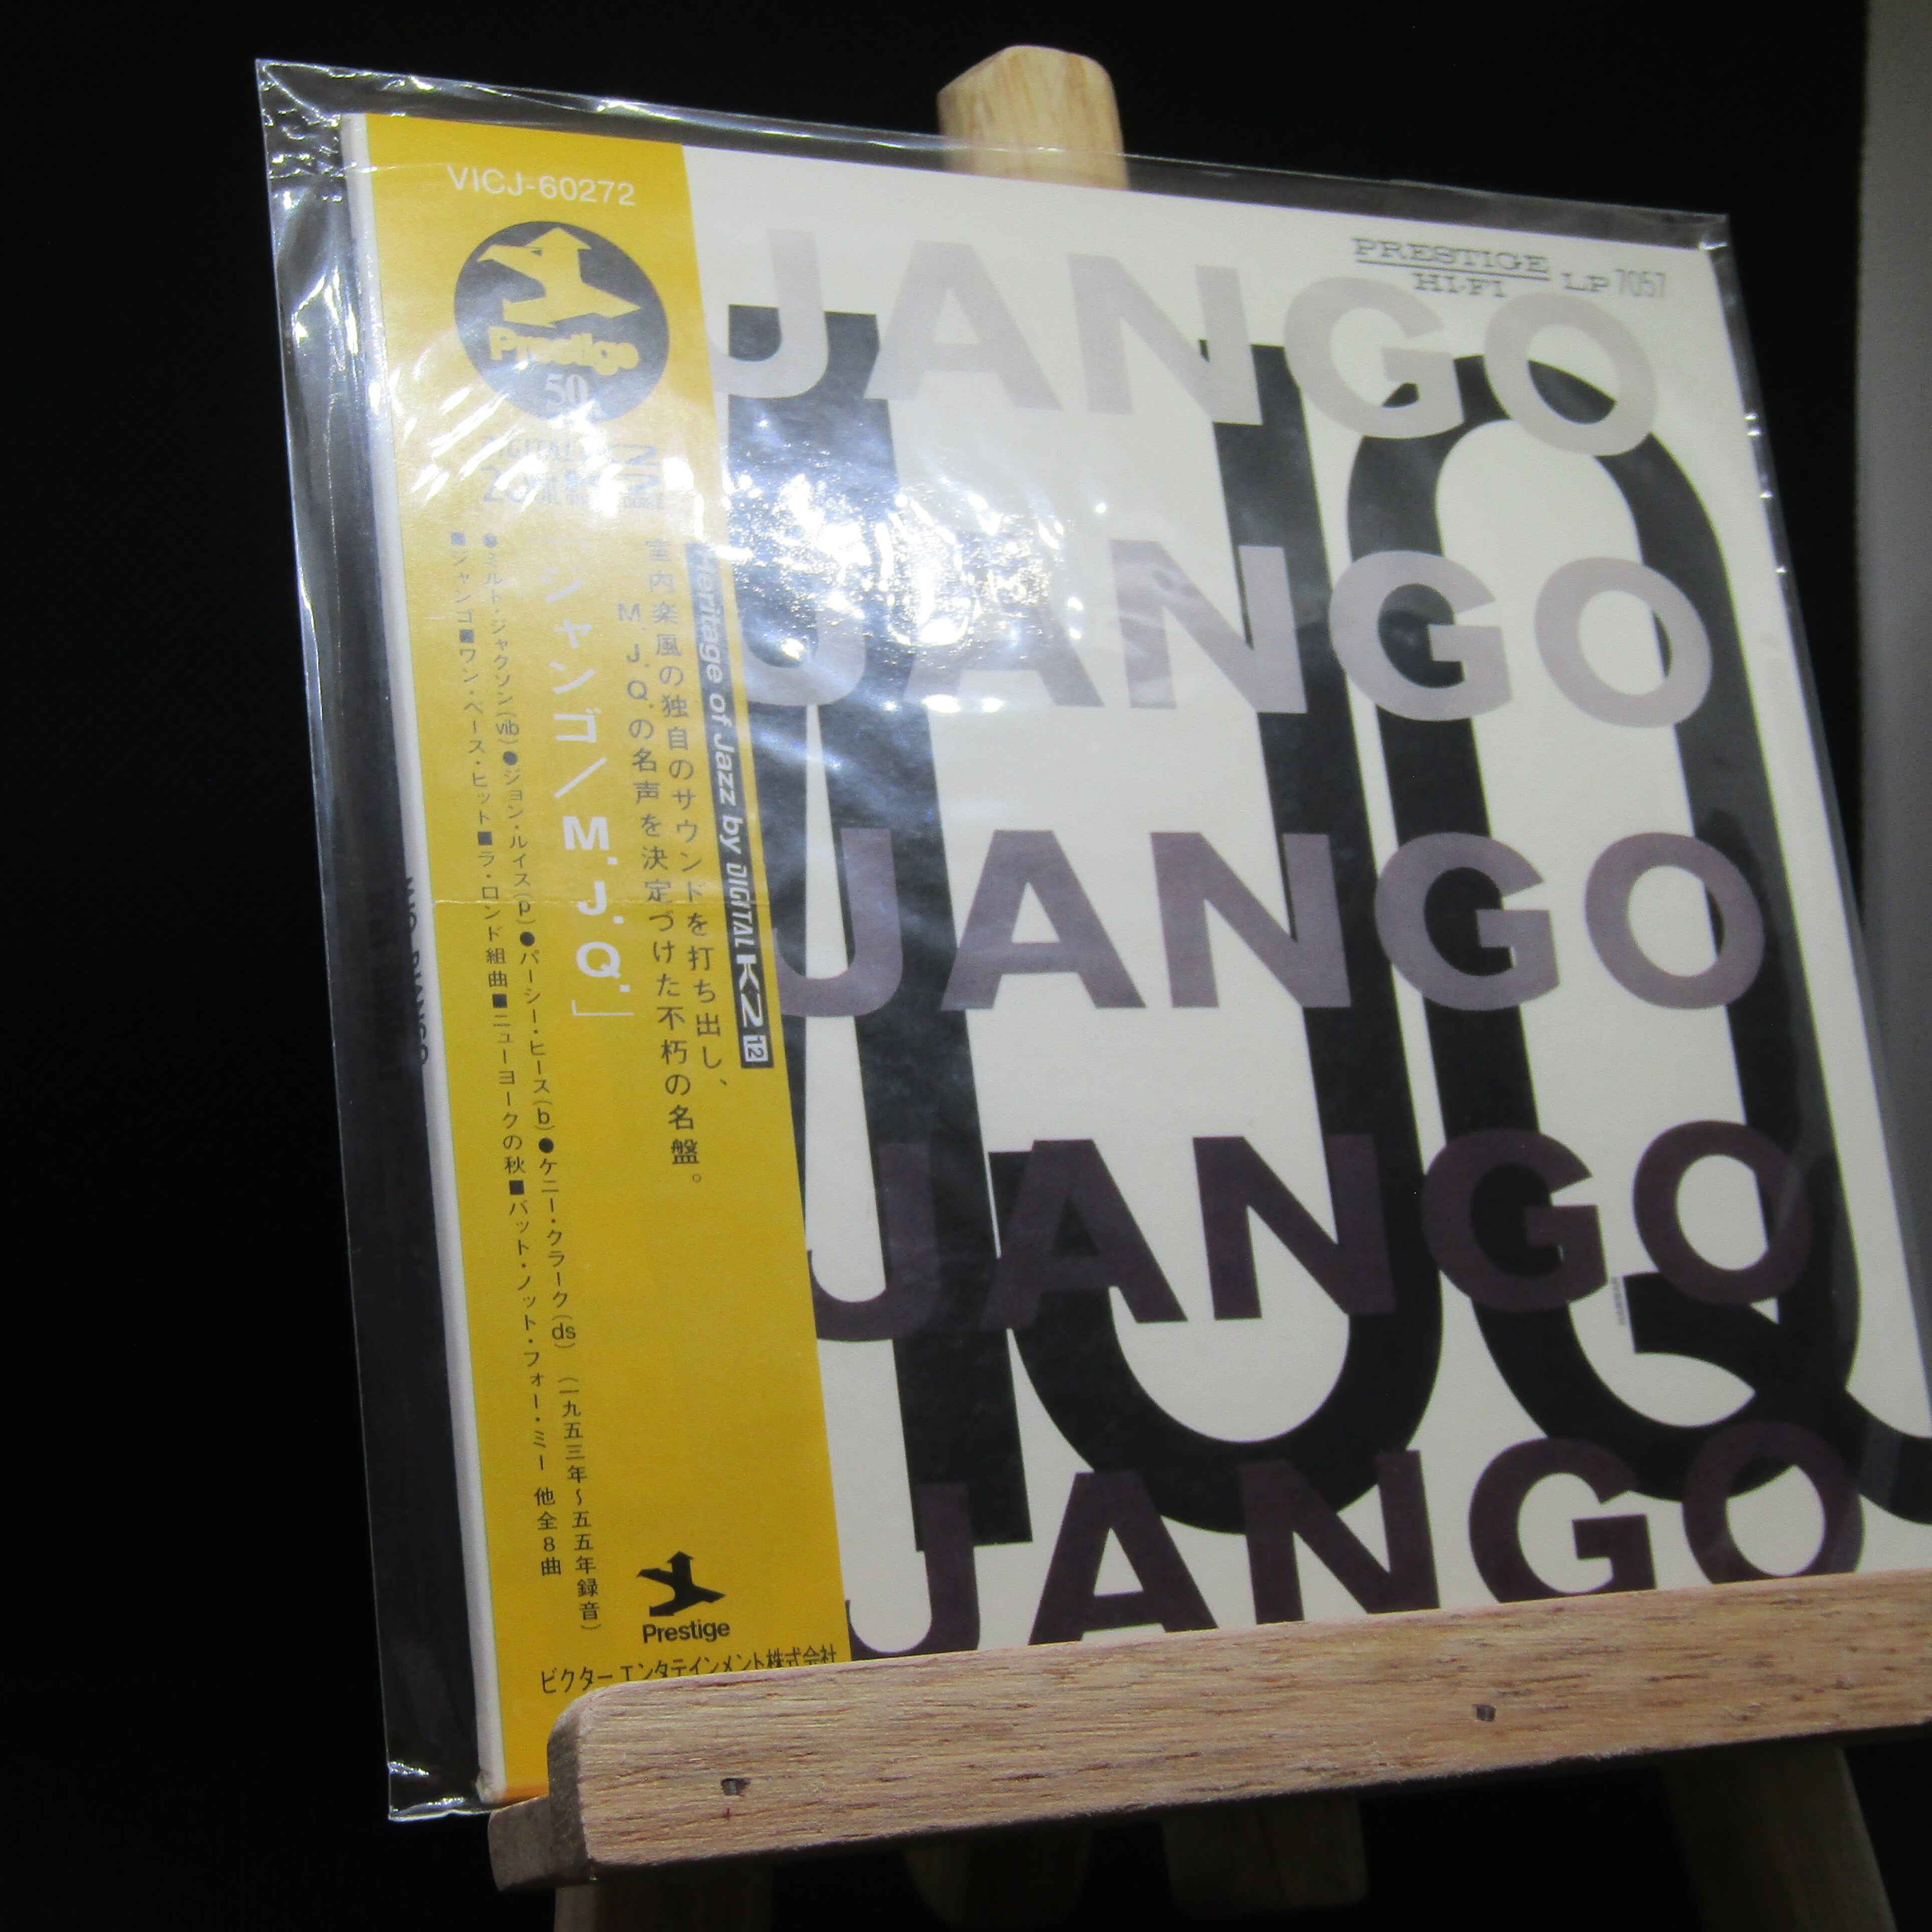 VICJ-60272
Prestige
50
DIGITAL
Heritage of Jazz by DIGITAL K2 12
室内楽風の独自のサウンドを打ち出し、
M.J.Q.の名声を決定づけた不朽の名盤。
ジャンゴ／M.J.Q.」
●ミルト・ジャクソン(vib)●ジョン・ルイス(p)●パーシー・ヒース(b)●ケニー・クラーク(ds) (一九五三年〜五五年録音)
■ジャンゴ■ワン・ベース・ヒット■ラ・ロンド組曲■ニューヨークの秋■バット・ノット・フォー・ミー 他全8曲
Prestige
ビクターエンタテインメント株式会社
PRESTIGE
HI-FI LP 7057
JANGO
JANGO
JANGO
JANGO
JANGO